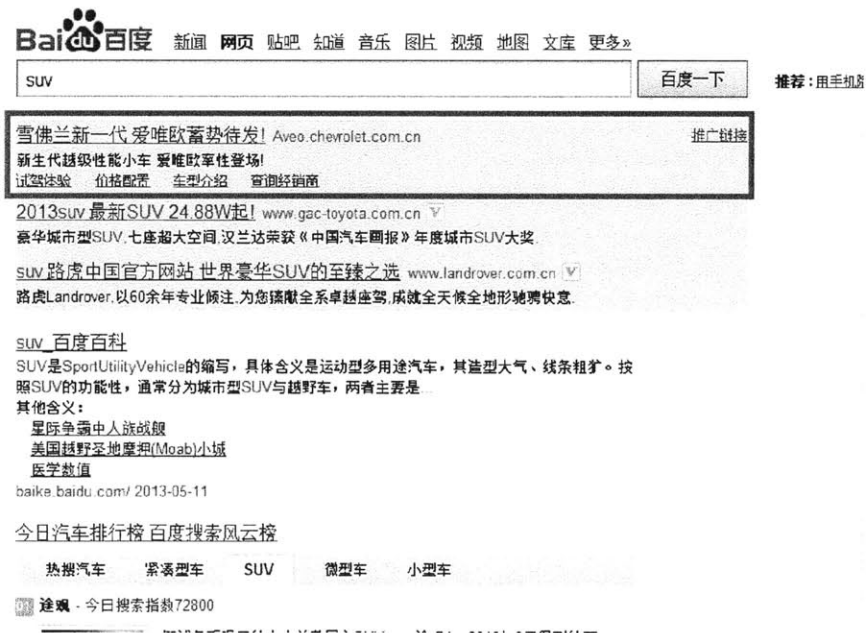 Bai du 百度 新闻 网页 贴吧 知道 音乐 图片 视频 地图 文库 更多»
suv 百度一下 推荐：用手机
雪佛兰新一代 爱唯欧蓄势待发! Aveo.chevrolet.com.cn 推广链接
新生代越级性能小车 爱唯欧率性登场!
试驾体验 价格配置 车型介绍 查询经销商
2013suv 最新SUV 24.88W起! www.gac-toyota.com.cn V
豪华城市型SUV,七座超大空间,汉兰达荣获《中国汽车画报》年度城市SUV大奖.
suv 路虎中国官方网站 世界豪华SUV的至臻之选 www.landrover.com.cn V
路虎Landrover,以60余年专业倾注,为您臻献全系卓越座驾,成就全天候全地形驰骋快意.
suv_百度百科
SUV是SportUtilityVehicle的缩写，具体含义是运动型多用途汽车，其造型大气、线条粗犷。按
照SUV的功能性，通常分为城市型SUV与越野车，两者主要是...
其他含义：
星际争霸中人族战舰
美国越野圣地摩押(Moab)小城
医学数值
baike.baidu.com/ 2013-05-11
今日汽车排行榜 百度搜索风云榜
热搜汽车 紧凑型车 SUV 微型车 小型车
01 途观 - 今日搜索指数72800